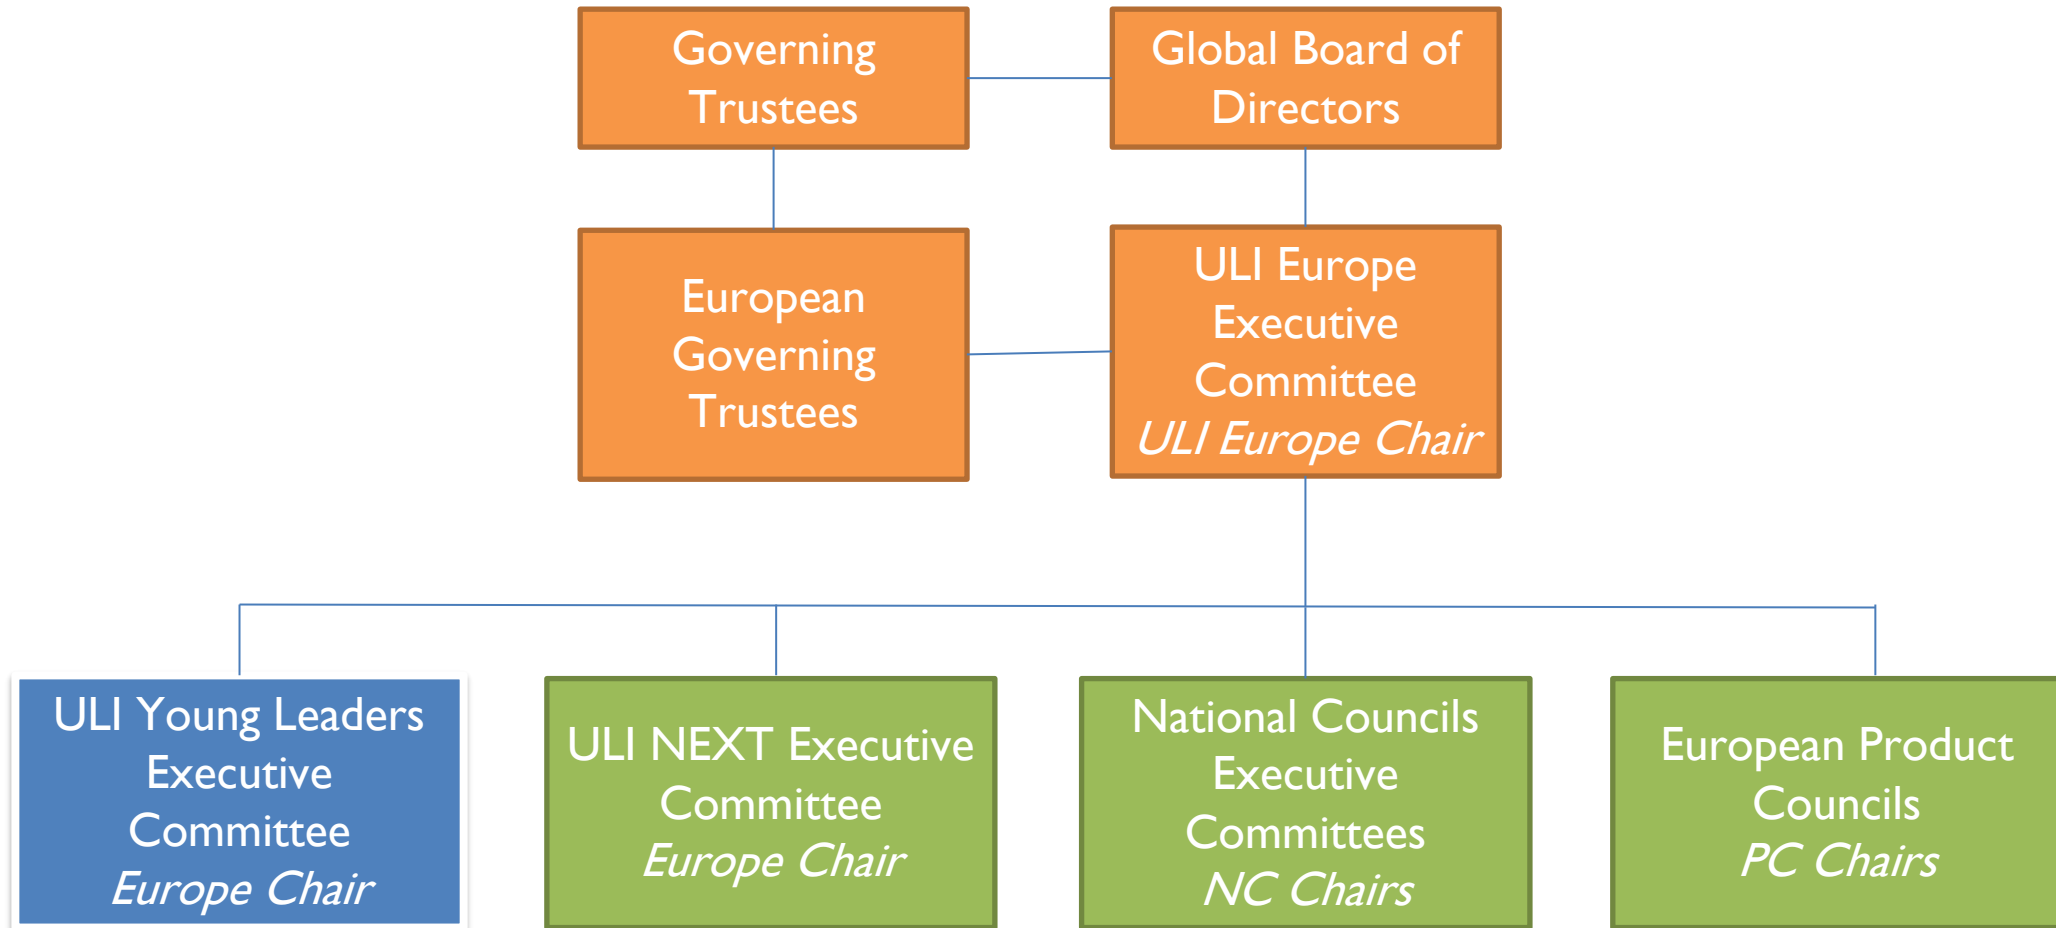 Governing
Trustees
Global Board of
Directors
European
Governing
Trustees
ULI Europe
Executive
Committee
ULI Europe Chair
ULI Young Leaders
Executive
Committee
Europe Chair
ULI NEXT Executive
Committee
Europe Chair
National Councils
Executive
Committees
NC Chairs
European Product
Councils
PC Chairs